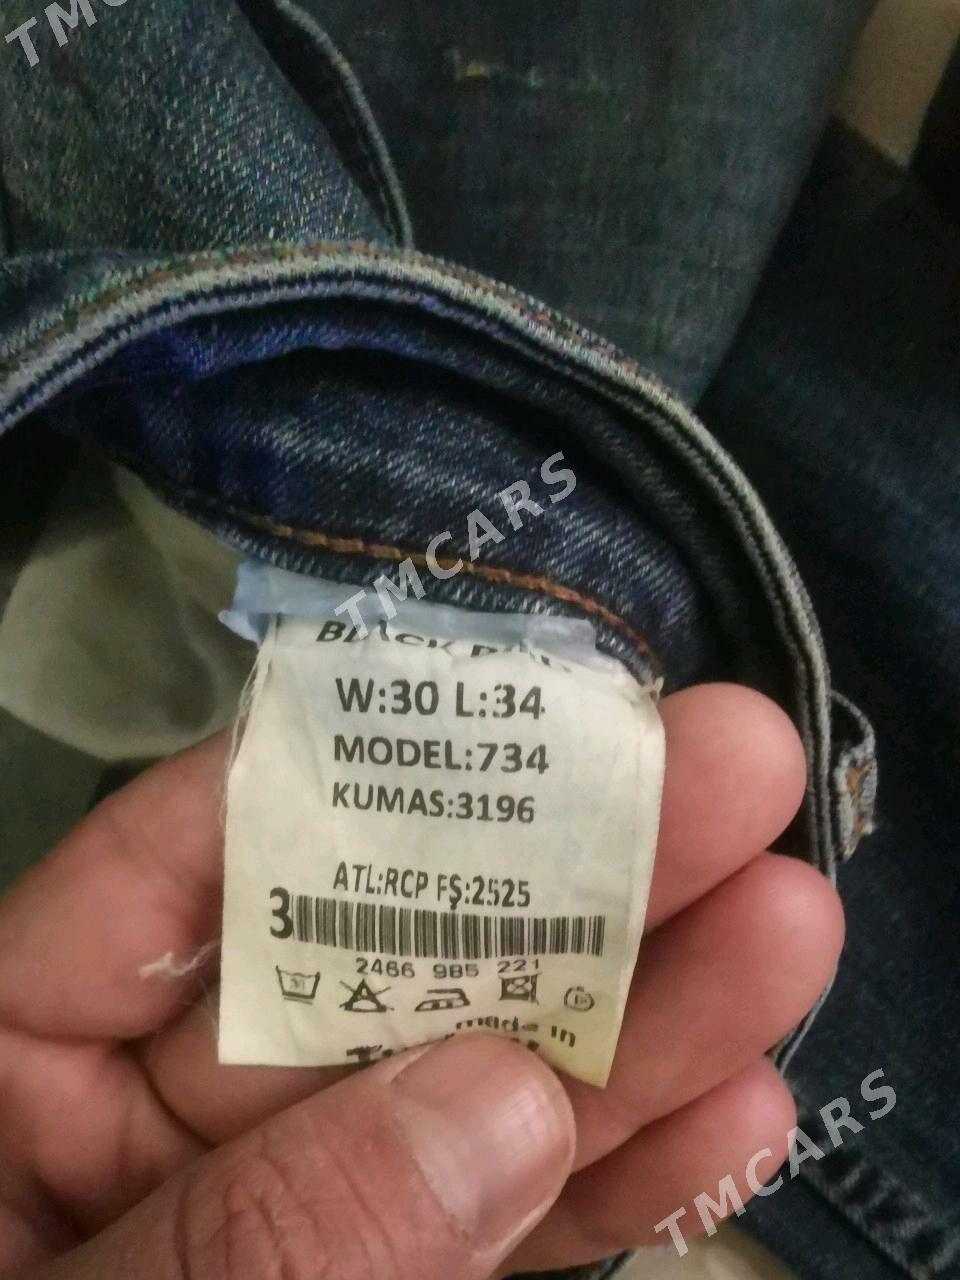 TMCARS
TMCARS
BLACK
W:30 L:34
MODEL:734
KUMAS:3196
ATL:RCP FŞ:2525
3
2466 985 221
made in
TMCARS